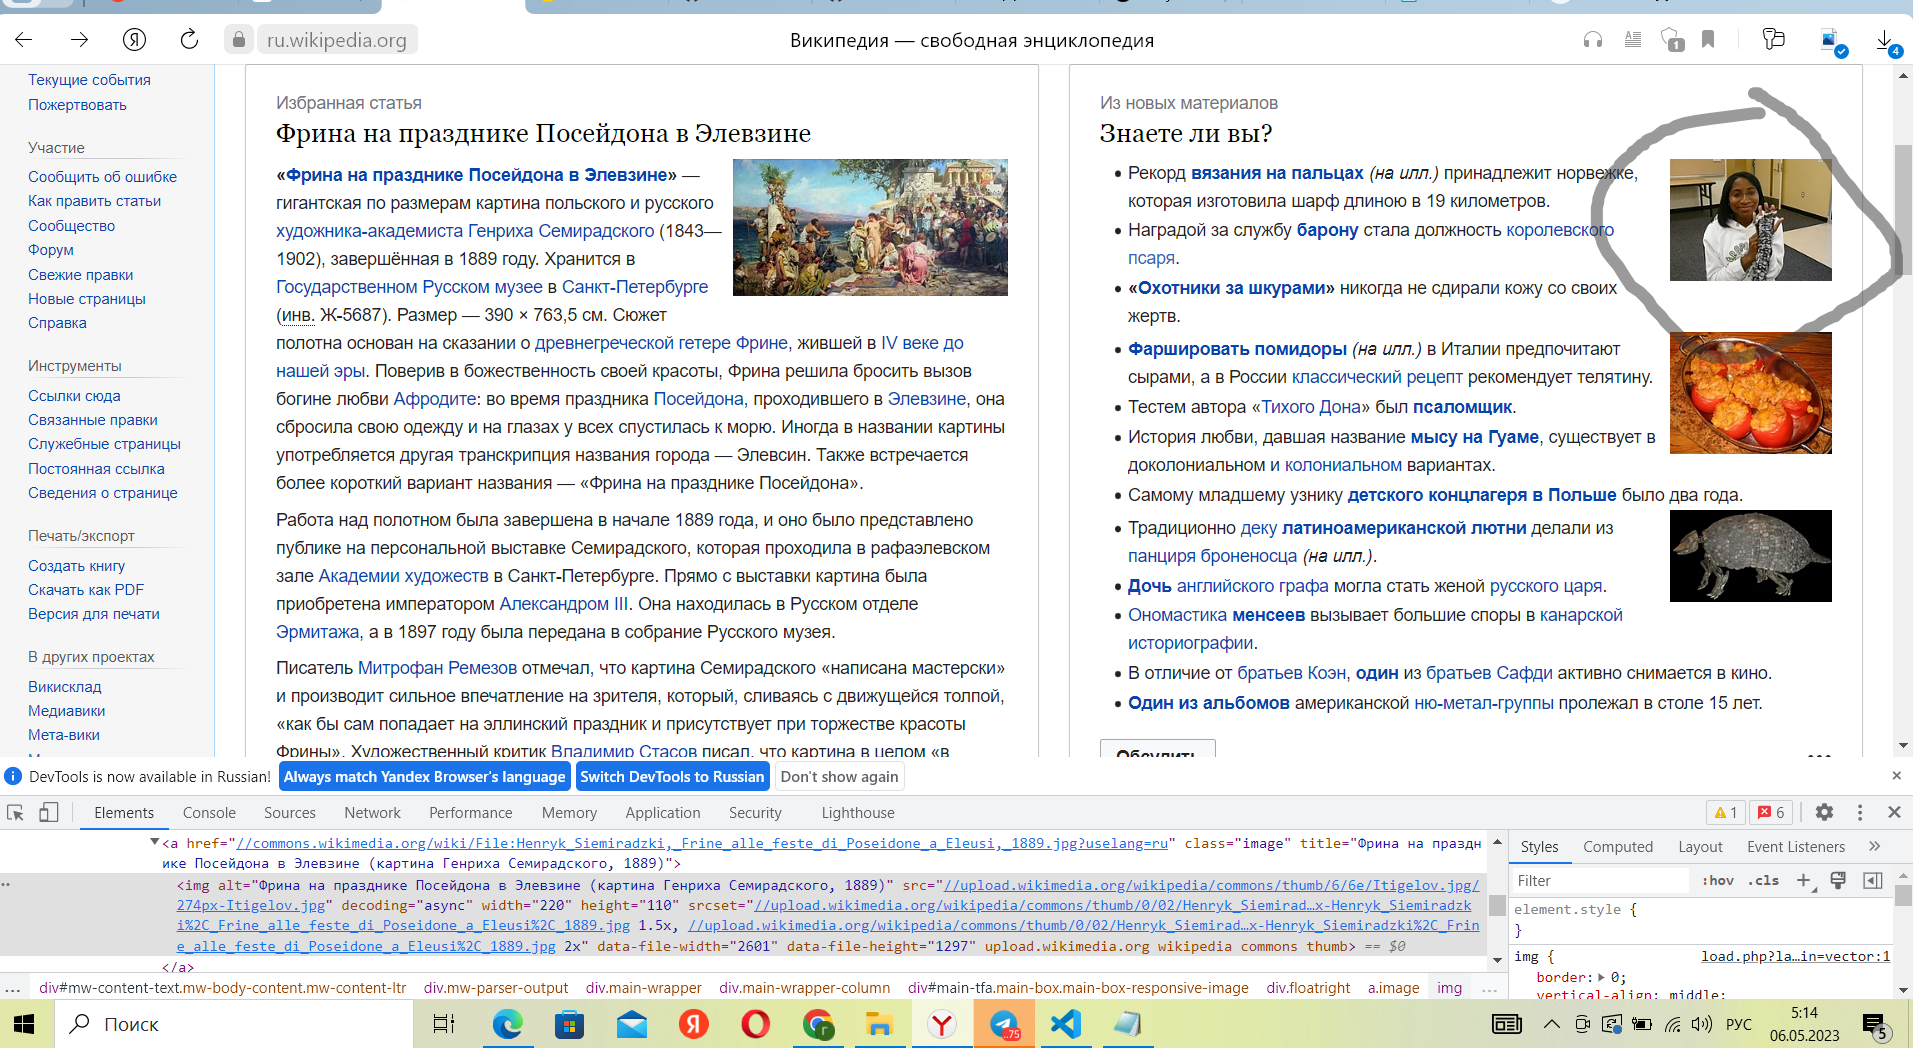 ru.wikipedia.org
Википедия — свободная энциклопедия
1
4
Текущие события
Пожертвовать
Участие
Сообщить об ошибке
Как править статьи
Сообщество
Форум
Свежие правки
Новые страницы
Справка
Инструменты
Ссылки сюда
Связанные правки
Служебные страницы
Постоянная ссылка
Сведения о странице
Печать/экспорт
Создать книгу
Скачать как PDF
Версия для печати
В других проектах
Викисклад
Медиавики
Мета-вики
Избранная статья
Фрина на празднике Посейдона в Элевзине
«Фрина на празднике Посейдона в Элевзине» —
гигантская по размерам картина польского и русского
художника-академиста Генриха Семирадского (1843—
1902), завершённая в 1889 году. Хранится в
Государственном Русском музее в Санкт-Петербурге
(инв. Ж-5687). Размер — 390 × 763,5 см. Сюжет
полотна основан на сказании о древнегреческой гетере Фрине, жившей в IV веке до
нашей эры. Поверив в божественность своей красоты, Фрина решила бросить вызов
богине любви Афродите: во время праздника Посейдона, проходившего в Элевзине, она
сбросила свою одежду и на глазах у всех спустилась к морю. Иногда в названии картины
употребляется другая транскрипция названия города — Элевсин. Также встречается
более короткий вариант названия — «Фрина на празднике Посейдона».
Работа над полотном была завершена в начале 1889 года, и оно было представлено
публике на персональной выставке Семирадского, которая проходила в рафаэлевском
зале Академии художеств в Санкт-Петербурге. Прямо с выставки картина была
приобретена императором Александром III. Она находилась в Русском отделе
Эрмитажа, а в 1897 году была передана в собрание Русского музея.
Писатель Митрофан Ремезов отмечал, что картина Семирадского «написана мастерски»
и производит сильное впечатление на зрителя, который, сливаясь с движущейся толпой,
«как бы сам попадает на эллинский праздник и присутствует при торжестве красоты
Фрины». Художественный критик Владимир Стасов писал, что картина в целом «в
Из новых материалов
Знаете ли вы?
• Рекорд вязания на пальцах (на илл.) принадлежит норвежке,
которая изготовила шарф длиною в 19 километров.
• Наградой за службу барону стала должность королевского
псаря.
• «Охотники за шкурами» никогда не сдирали кожу со своих
жертв.
• Фаршировать помидоры (на илл.) в Италии предпочитают
сырами, а в России классический рецепт рекомендует телятину.
• Тестем автора «Тихого Дона» был псаломщик.
• История любви, давшая название мысу на Гуаме, существует в
доколониальном и колониальном вариантах.
• Самому младшему узнику детского концлагеря в Польше было два года.
• Традиционно деку латиноамериканской лютни делали из
панциря броненосца (на илл.).
• Дочь английского графа могла стать женой русского царя.
• Ономастика менсеев вызывает большие споры в канарской
историографии.
• В отличие от братьев Коэн, один из братьев Сафди активно снимается в кино.
• Один из альбомов американской ню-метал-группы пролежал в столе 15 лет.
Обсудить
DevTools is now available in Russian! Always match Yandex Browser's language Switch DevTools to Russian Don't show again
Elements Console Sources Network Performance Memory Application Security Lighthouse 1 6
<a href="//commons.wikimedia.org/wiki/File:Henryk_Siemiradzki,_Frine_alle_feste_di_Poseidone_a_Eleusi,_1889.jpg?uselang=ru" class="image" title="Фрина на праздн
ике Посейдона в Элевзине (картина Генриха Семирадского, 1889)">
<img alt="Фрина на празднике Посейдона в Элевзине (картина Генриха Семирадского, 1889)" src="//upload.wikimedia.org/wikipedia/commons/thumb/6/6e/Itigelov.jpg/
274px-Itigelov.jpg" decoding="async" width="220" height="110" srcset="//upload.wikimedia.org/wikipedia/commons/thumb/0/02/Henryk_Siemirad…x-Henryk_Siemiradzk
i%2C_Frine_alle_feste_di_Poseidone_a_Eleusi%2C_1889.jpg 1.5x, //upload.wikimedia.org/wikipedia/commons/thumb/0/02/Henryk_Siemirad…x-Henryk_Siemiradzki%2C_Frin
e_alle_feste_di_Poseidone_a_Eleusi%2C_1889.jpg 2x" data-file-width="2601" data-file-height="1297" upload.wikimedia.org wikipedia commons thumb> == $0
</a>
... div#mw-content-text.mw-body-content.mw-content-ltr div.mw-parser-output div.main-wrapper div.main-wrapper-column div#main-tfa.main-box.main-box-responsive-image div.floatright a.image img ...
Styles Computed Layout Event Listeners »
Filter :hov .cls +
element.style {
}
img { load.php?la…in=vector:1
border: 0;
vertical-align: middle;
Поиск
75
РУС
5:14
06.05.2023
5